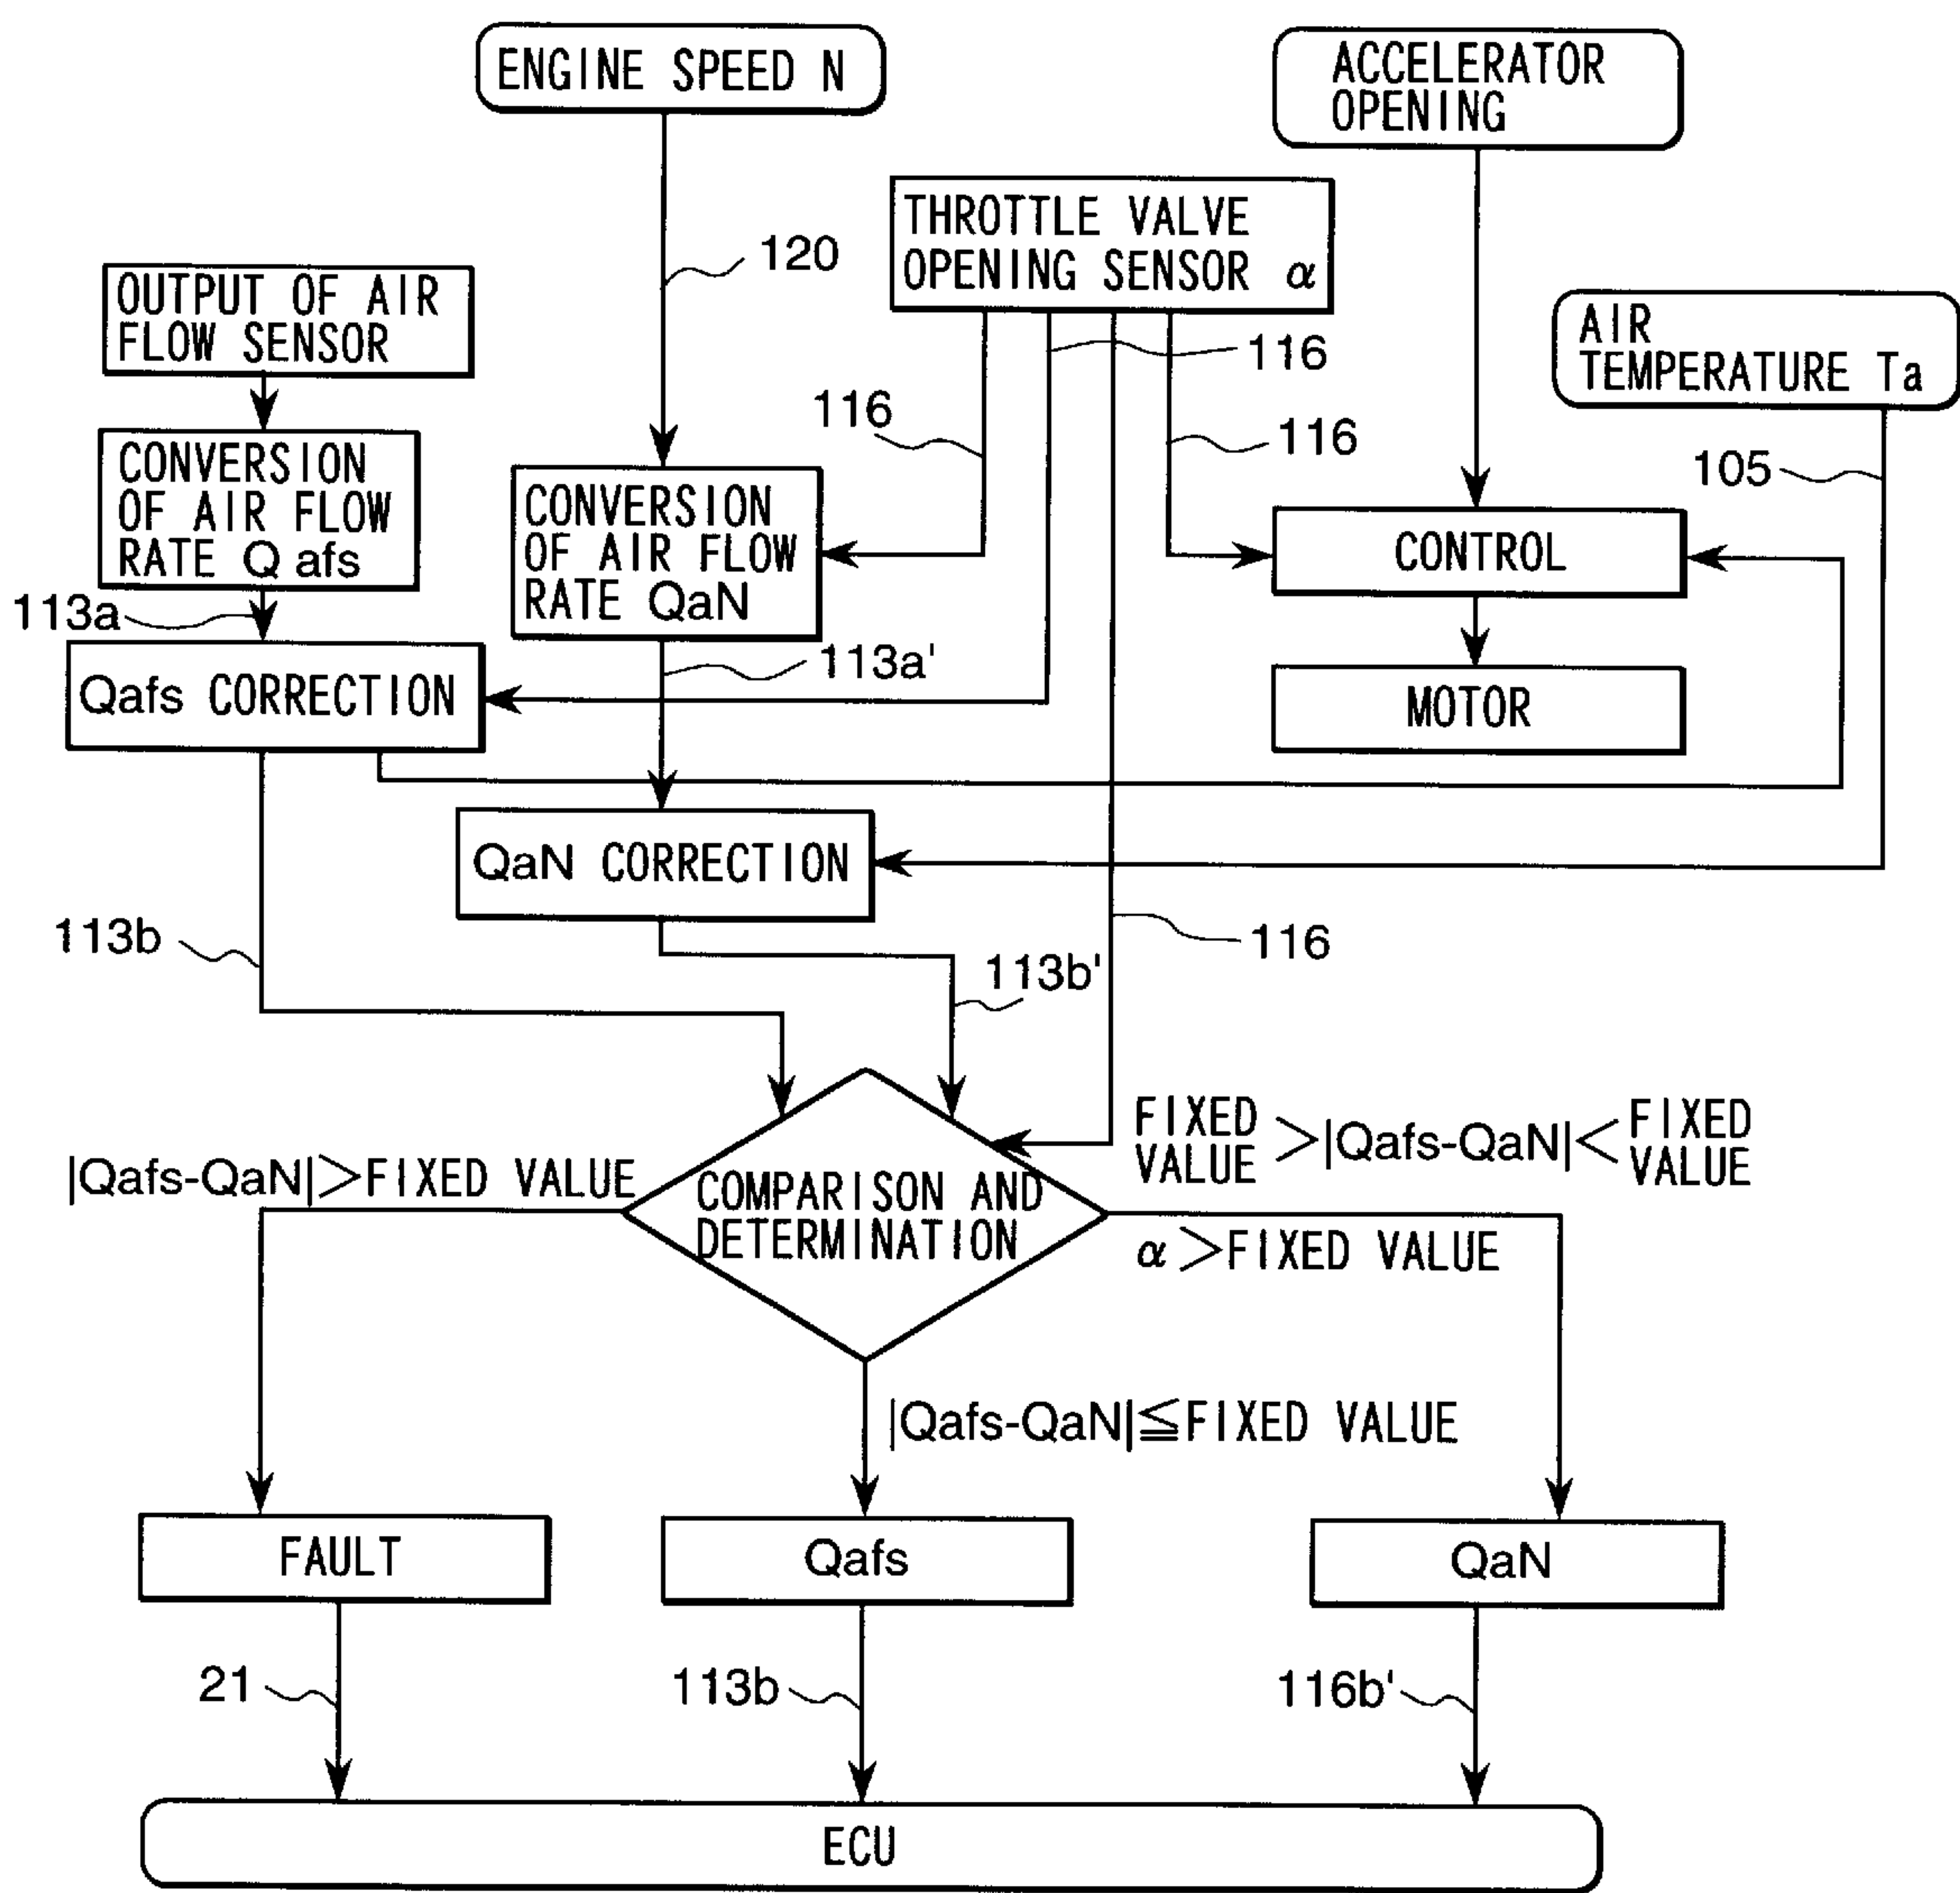 ENGINE SPEED N
ACCELERATOR
OPENING
THROTTLE VALVE
OPENING SENSOR α
120
OUTPUT OF AIR
FLOW SENSOR
AIR
TEMPERATURE Ta
116
116
116
105
CONVERSION
OF AIR FLOW
RATE Q afs
CONVERSION
OF AIR FLOW
RATE QaN
CONTROL
113a
113a'
Qafs CORRECTION
MOTOR
QaN CORRECTION
113b
116
113b'
FIXED
VALUE >|Qafs-QaN|< FIXED
VALUE
|Qafs-QaN|>FIXED VALUE
COMPARISON AND
DETERMINATION
α >FIXED VALUE
|Qafs-QaN|≦FIXED VALUE
FAULT
Qafs
QaN
21
113b
116b'
ECU